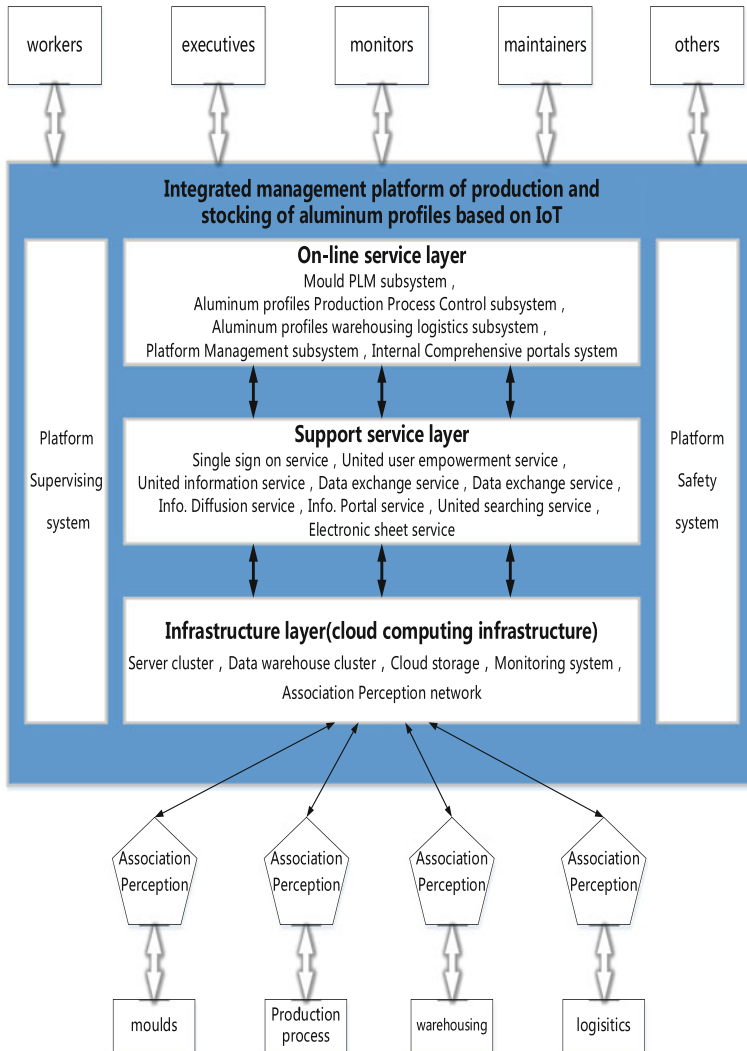 workers
executives
monitors
maintainers
others
Integrated management platform of production and
stocking of aluminum profiles based on IoT
On-line service layer
Mould PLM subsystem ,
Aluminum profiles Production Process Control subsystem ,
Aluminum profiles warehousing logistics subsystem ,
Platform Management subsystem , Internal Comprehensive portals system
Platform
Supervising
system
Support service layer
Single sign on service , United user empowerment service ,
United information service , Data exchange service , Data exchange service ,
Info. Diffusion service , Info. Portal service , United searching service ,
Electronic sheet service
Platform
Safety
system
Infrastructure layer(cloud computing infrastructure)
Server cluster , Data warehouse cluster , Cloud storage , Monitoring system ,
Association Perception network
Association
Perception
Association
Perception
Association
Perception
Association
Perception
moulds
Production
process
warehousing
logisitics